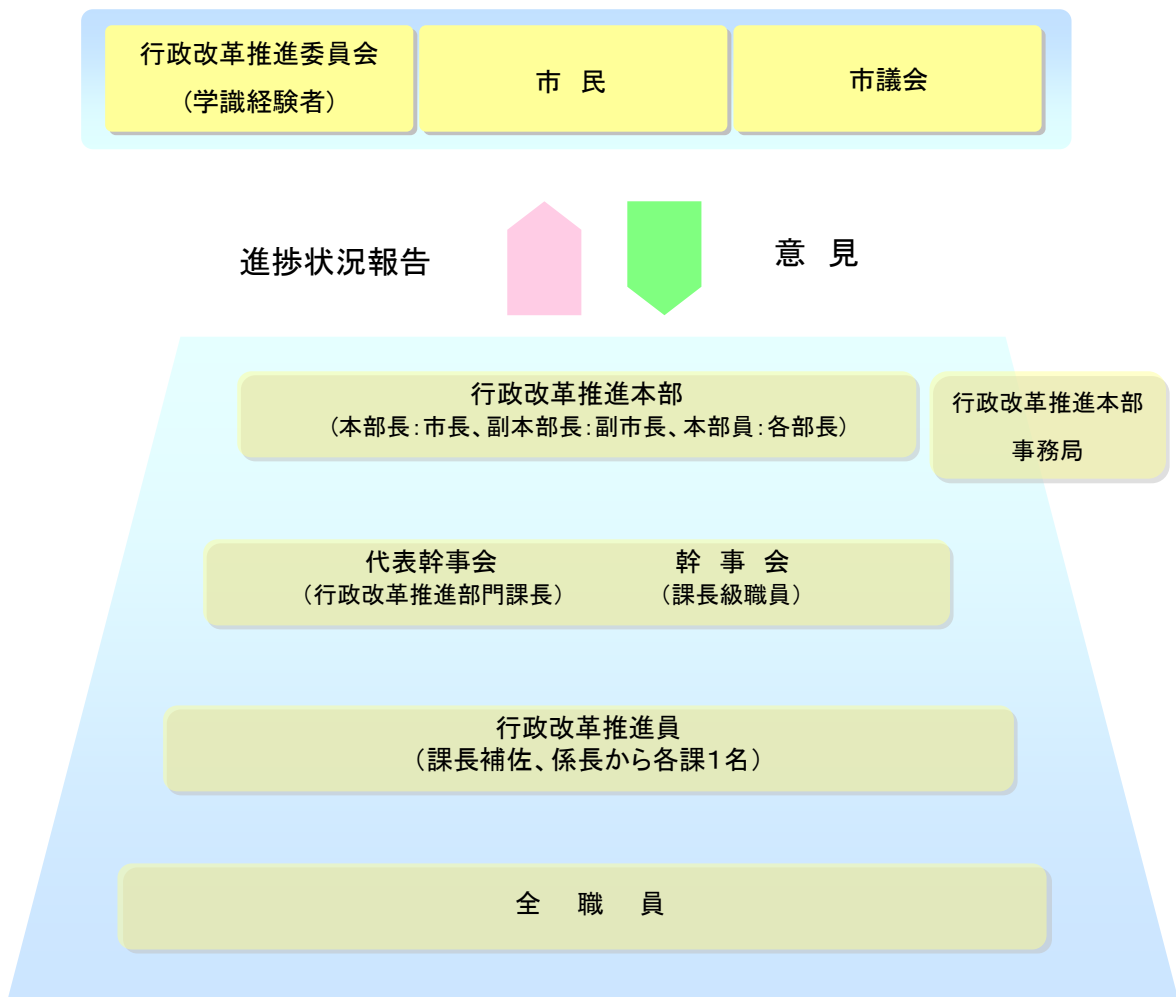 行政改革推進委員会
（学識経験者）
市　民
市議会
進捗状況報告
意　見
行政改革推進本部
（本部長：市長、副本部長：副市長、本部員：各部長）
行政改革推進本部
事務局
代表幹事会
（行政改革推進部門課長）
幹　事　会
（課長級職員）
行政改革推進員
（課長補佐、係長から各課１名）
全　職　員